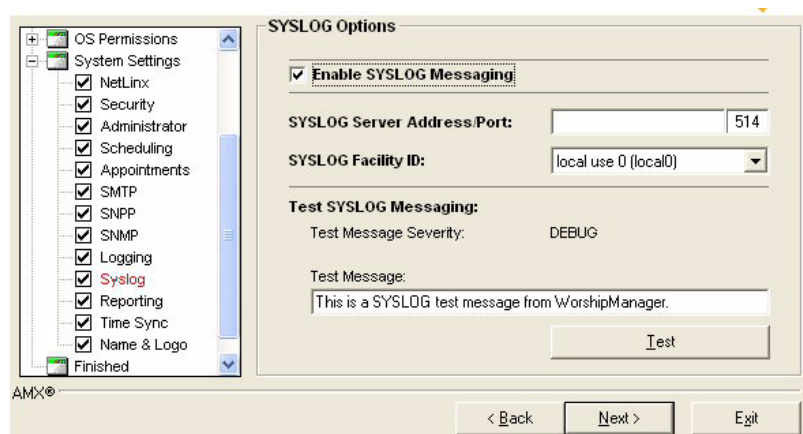 OS Permissions
System Settings
NetLinx
Security
Administrator
Scheduling
Appointments
SMTP
SNPP
SNMP
Logging
Syslog
Reporting
Time Sync
Name & Logo
Finished
SYSLOG Options
Enable SYSLOG Messaging
SYSLOG Server Address/Port: 514
SYSLOG Facility ID: local use 0 (local0)
Test SYSLOG Messaging:
Test Message Severity: DEBUG
Test Message:
This is a SYSLOG test message from WorshipManager.
Test
AMX®
< Back Next > Exit